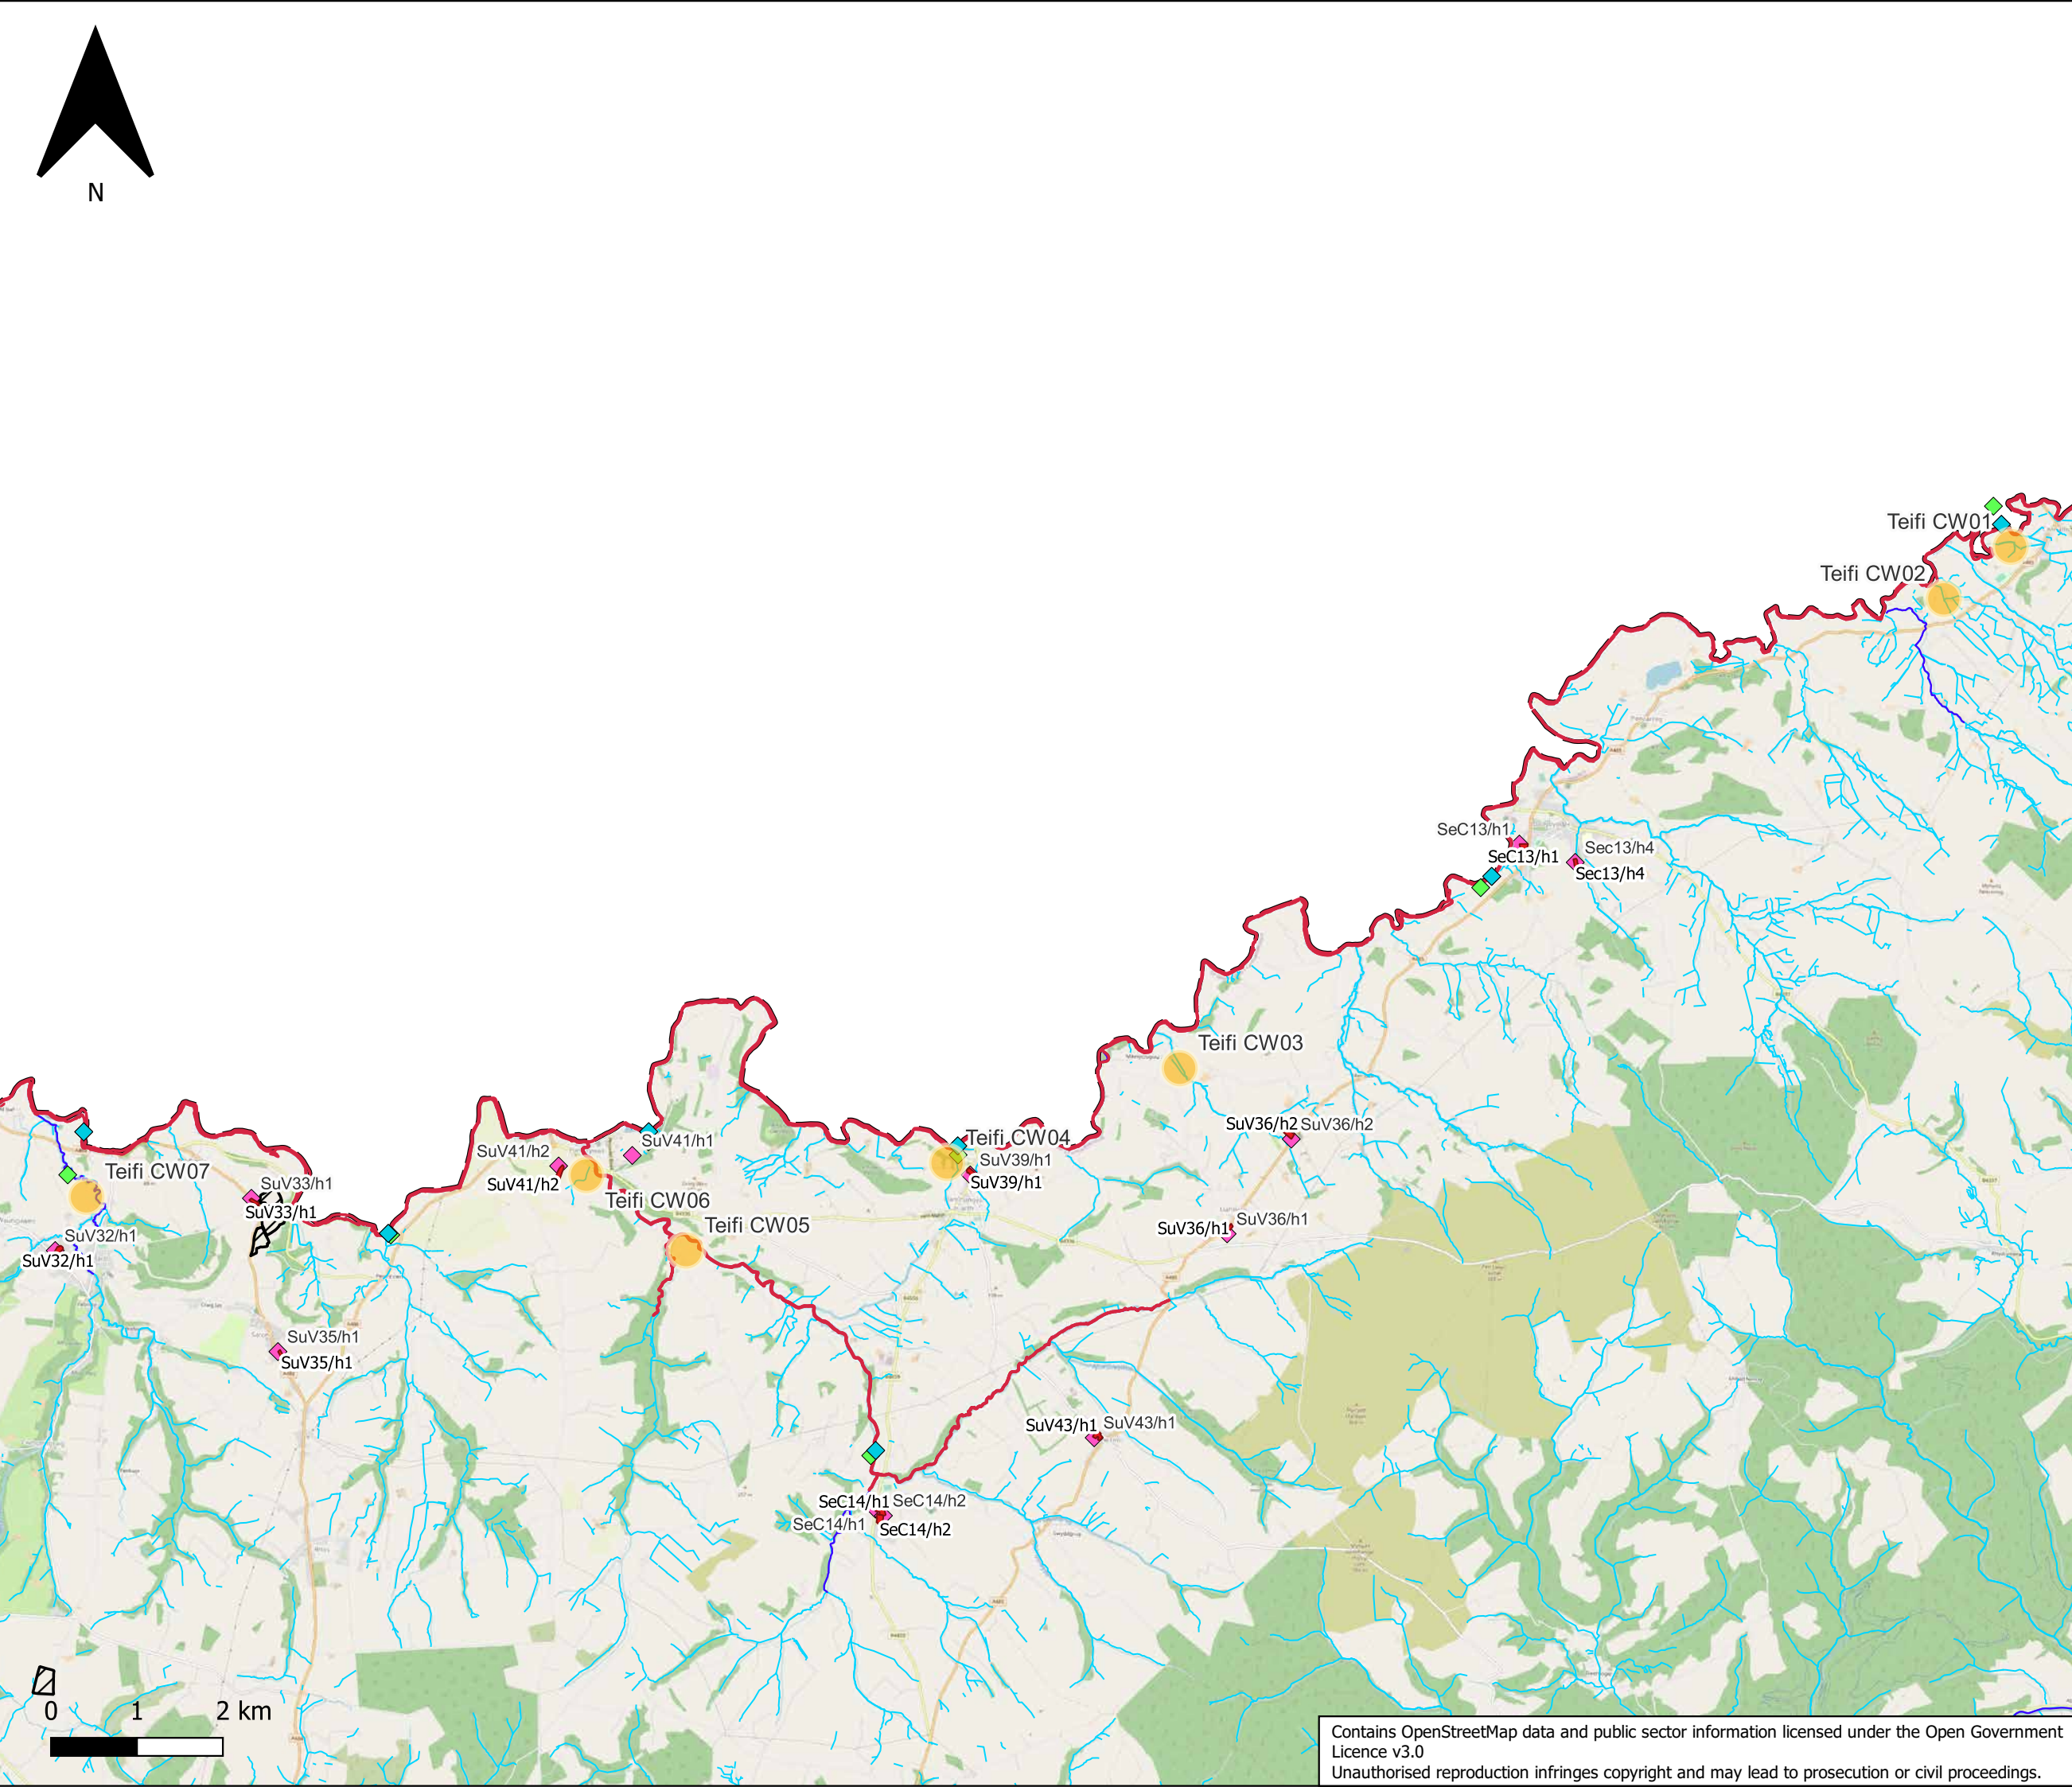 N
Teifi CW01
Teifi CW02
SeC13/h1
SeC13/h1
Sec13/h4
Sec13/h4
Teifi CW03
SuV36/h2 SuV36/h2
SuV41/h1
SuV41/h2
SuV41/h2
Teifi CW04
SuV39/h1
SuV39/h1
Teifi CW07
SuV33/h1
SuV33/h1
Teifi CW06
Teifi CW05
SuV36/h1 SuV36/h1
SuV32/h1
SuV32/h1
SuV35/h1
SuV35/h1
SuV43/h1 SuV43/h1
SeC14/h1 SeC14/h2
SeC14/h1 SeC14/h2
0 1 2 km
Contains OpenStreetMap data and public sector information licensed under the Open Government
Licence v3.0
Unauthorised reproduction infringes copyright and may lead to prosecution or civil proceedings.